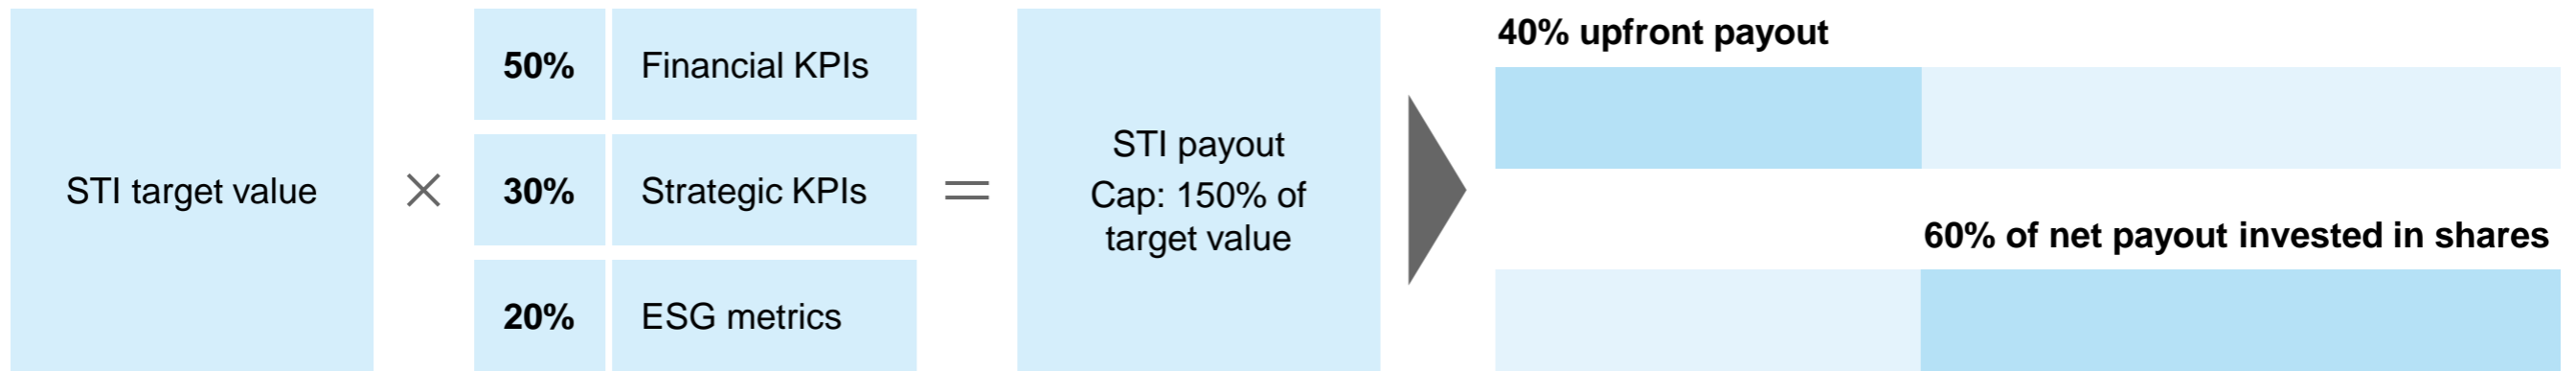 STI target value
×
50% Financial KPIs
30% Strategic KPIs
20% ESG metrics
=
STI payout
Cap: 150% of
target value
40% upfront payout
60% of net payout invested in shares